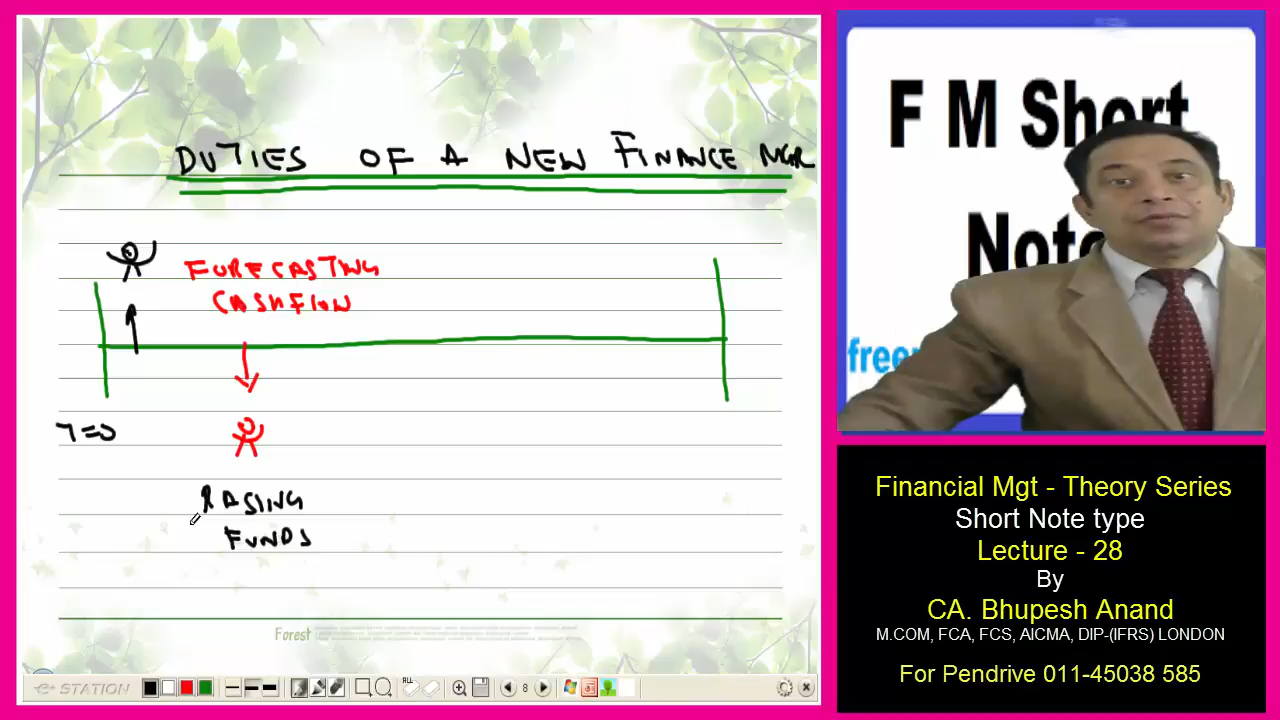 DUTIES OF A NEW FINANCE MGR
FORECASTING
CASHFLOW
T=0
RASING
FUNDS
Forest
e-STATION
ALL
8
F M Short
Note
free
Financial Mgt - Theory Series
Short Note type
Lecture - 28
By
CA. Bhupesh Anand
M.COM, FCA, FCS, AICMA, DIP-(IFRS) LONDON
For Pendrive 011-45038 585